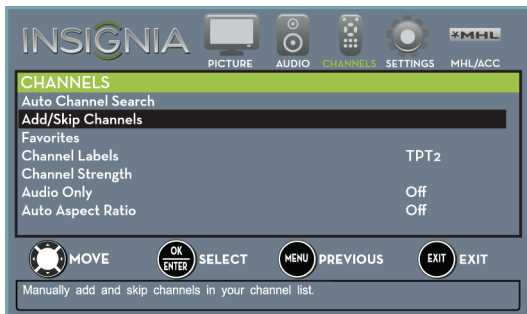 INSIGNIA
PICTURE AUDIO CHANNELS SETTINGS MHL/ACC
MHL
CHANNELS
Auto Channel Search
Add/Skip Channels
Favorites
Channel Labels TPT2
Channel Strength
Audio Only Off
Auto Aspect Ratio Off
MOVE OK ENTER SELECT MENU PREVIOUS EXIT EXIT
Manually add and skip channels in your channel list.